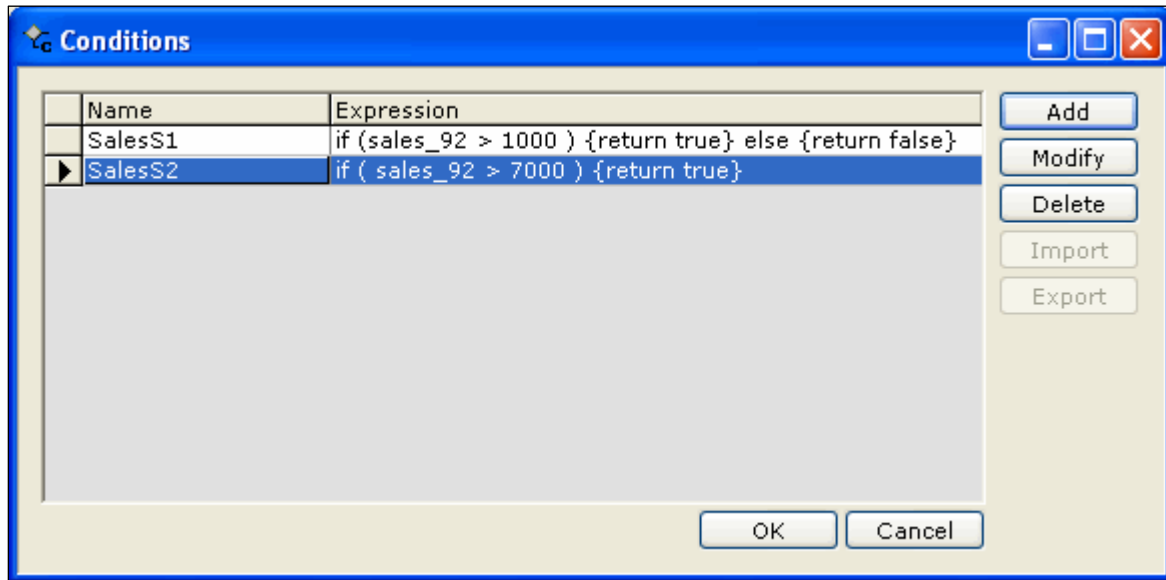 Conditions
Name Expression
SalesS1 if (sales_92 > 1000 ) {return true} else {return false}
SalesS2 if ( sales_92 > 7000 ) {return true}
Add
Modify
Delete
Import
Export
OK Cancel